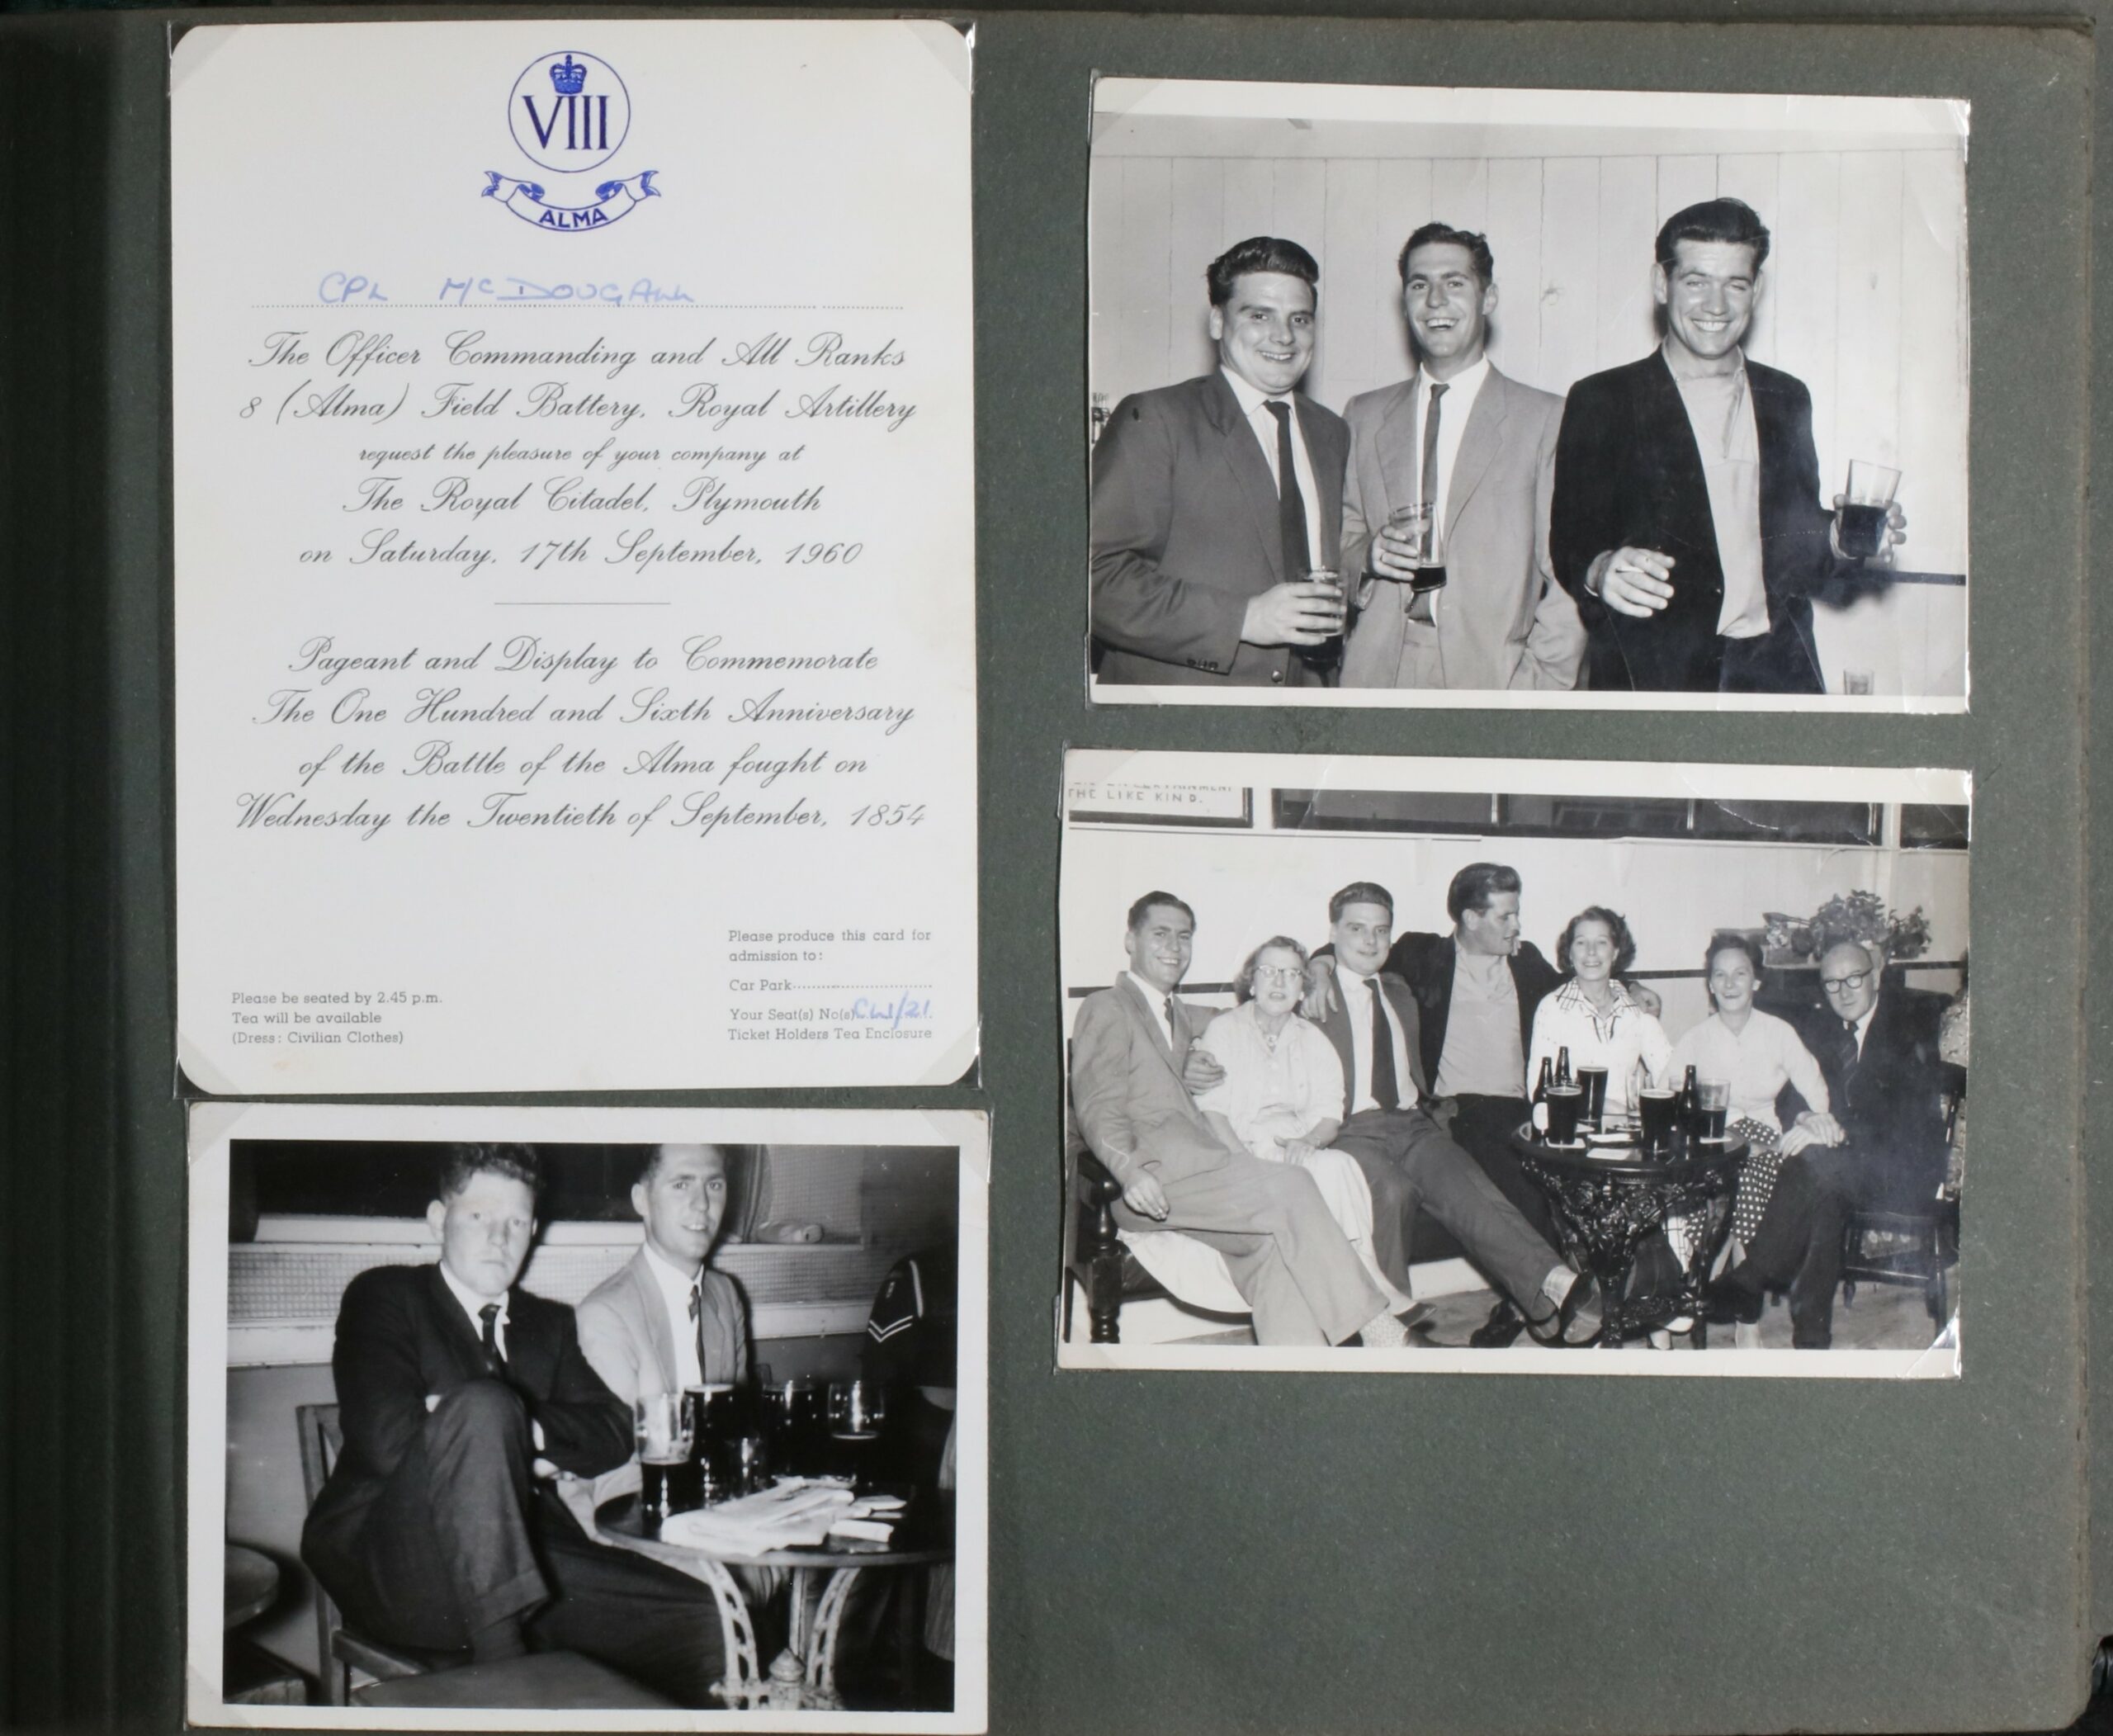 VIII
ALMA
CPL MCDOUGALL
The Officer Commanding and All Ranks
8 (Alma) Field Battery, Royal Artillery
request the pleasure of your company at
The Royal Citadel, Plymouth
on Saturday, 17th September, 1960
Pageant and Display to Commemorate
The One Hundred and Sixth Anniversary
of the Battle of the Alma fought on
Wednesday the Twentieth of September, 1854
Please be seated by 2.45 p.m.
Tea will be available
(Dress: Civilian Clothes)
Please produce this card for
admission to:
Car Park
Your Seat(s) No(s)
Ticket Holders Tea Enclosure
ENTERTAINMENT
THE LIKE KIND.